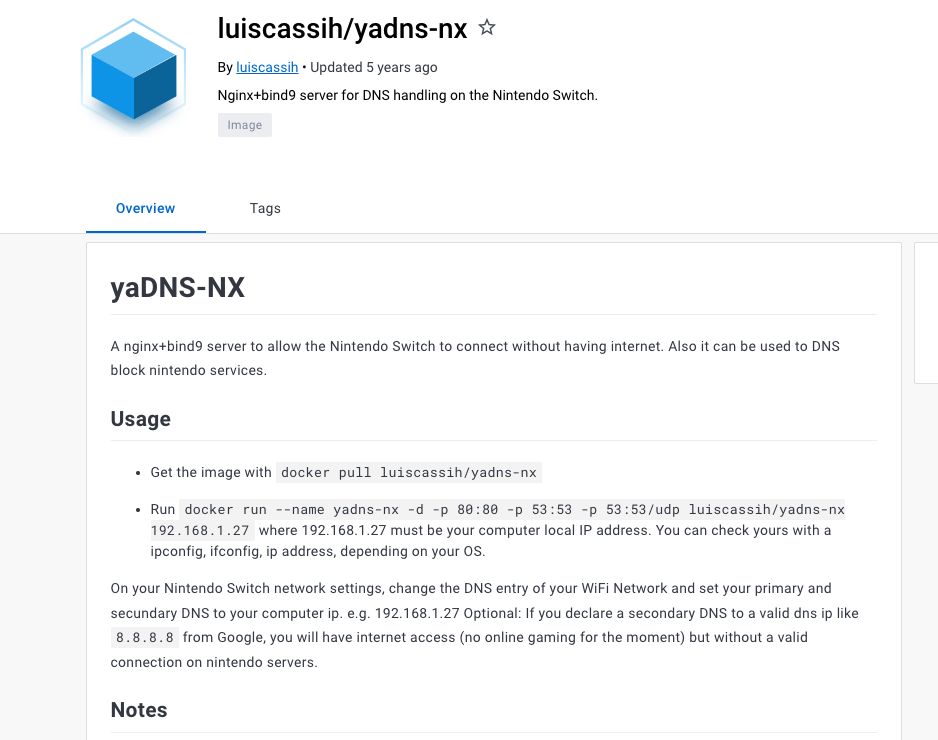 luiscassih/yadns-nx
By luiscassih • Updated 5 years ago
Nginx+bind9 server for DNS handling on the Nintendo Switch.
Image
Overview
Tags
yaDNS-NX
A nginx+bind9 server to allow the Nintendo Switch to connect without having internet. Also it can be used to DNS
block nintendo services.
Usage
• Get the image with docker pull luiscassih/yadns-nx
• Run docker run --name yadns-nx -d -p 80:80 -p 53:53 -p 53:53/udp luiscassih/yadns-nx
192.168.1.27 where 192.168.1.27 must be your computer local IP address. You can check yours with a
ipconfig, ifconfig, ip address, depending on your OS.
On your Nintendo Switch network settings, change the DNS entry of your WiFi Network and set your primary and
secundary DNS to your computer ip. e.g. 192.168.1.27 Optional: If you declare a secondary DNS to a valid dns ip like
8.8.8.8 from Google, you will have internet access (no online gaming for the moment) but without a valid
connection on nintendo servers.
Notes